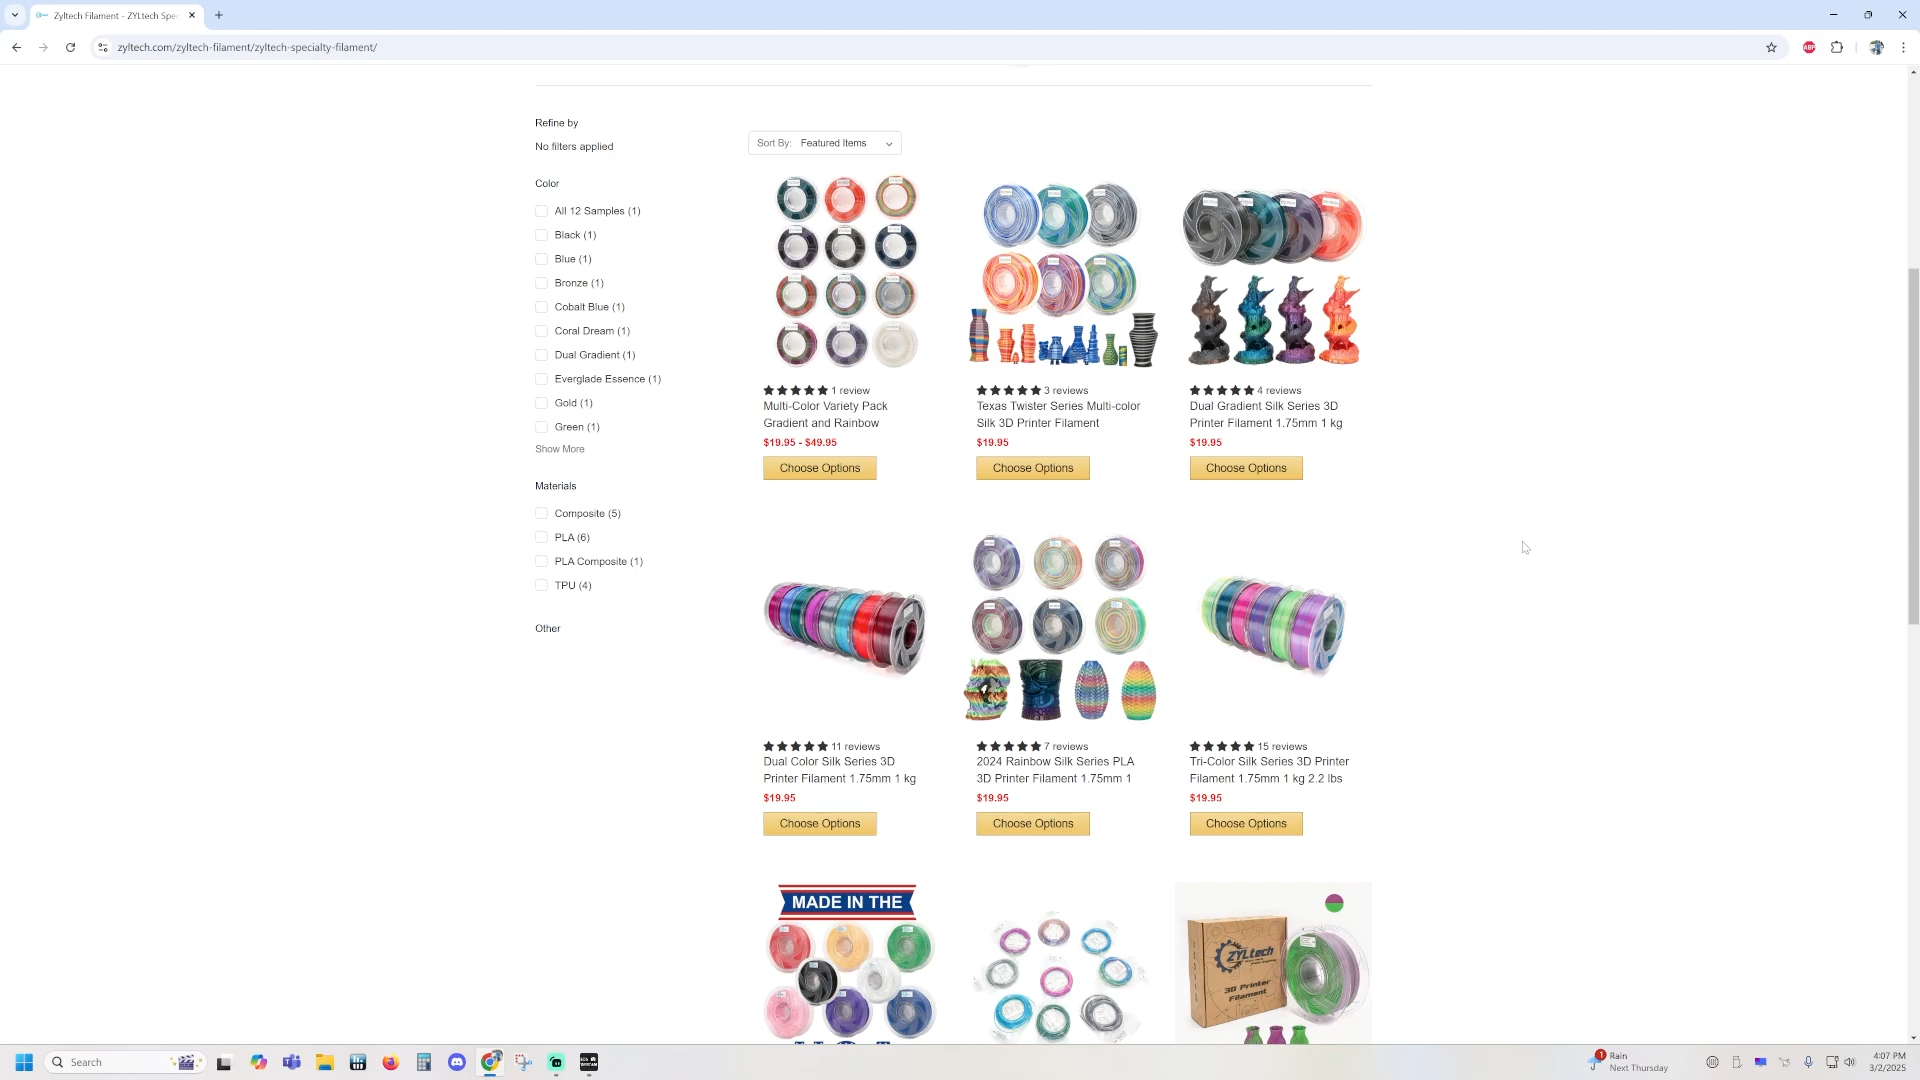 Zyltech Filament - ZYLtech Spec
zyltech.com/zyltech-filament/zyltech-specialty-filament/
ABP
Refine by
No filters applied
Color
All 12 Samples (1)
Black (1)
Blue (1)
Bronze (1)
Cobalt Blue (1)
Coral Dream (1)
Dual Gradient (1)
Everglade Essence (1)
Gold (1)
Green (1)
Show More
Materials
Composite (5)
PLA (6)
PLA Composite (1)
TPU (4)
Other
Sort By: Featured Items
1 review
Multi-Color Variety Pack
Gradient and Rainbow
$19.95 - $49.95
Choose Options
3 reviews
Texas Twister Series Multi-color
Silk 3D Printer Filament
$19.95
Choose Options
4 reviews
Dual Gradient Silk Series 3D
Printer Filament 1.75mm 1 kg
$19.95
Choose Options
11 reviews
Dual Color Silk Series 3D
Printer Filament 1.75mm 1 kg
$19.95
Choose Options
7 reviews
2024 Rainbow Silk Series PLA
3D Printer Filament 1.75mm 1
$19.95
Choose Options
15 reviews
Tri-Color Silk Series 3D Printer
Filament 1.75mm 1 kg 2.2 lbs
$19.95
Choose Options
MADE IN THE
ZYLtech
3D Printer
Filament
Search
1
Rain
Next Thursday
4:07 PM
3/2/2025